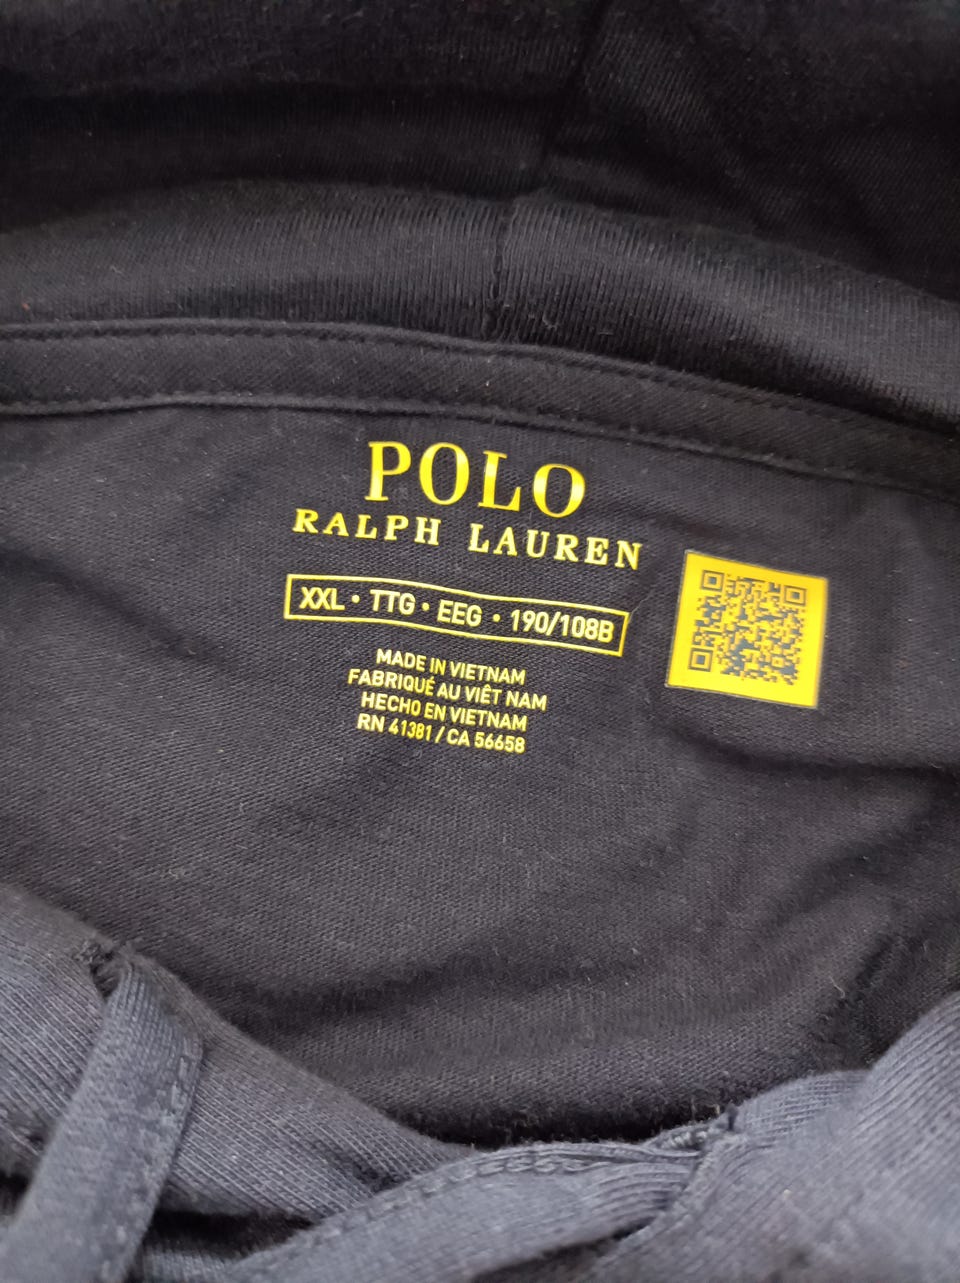 POLO
RALPH LAUREN
XXL • TTG • EEG • 190/108B
MADE IN VIETNAM
FABRIQUÉ AU VIÊT NAM
HECHO EN VIETNAM
RN 41381 / CA 56658